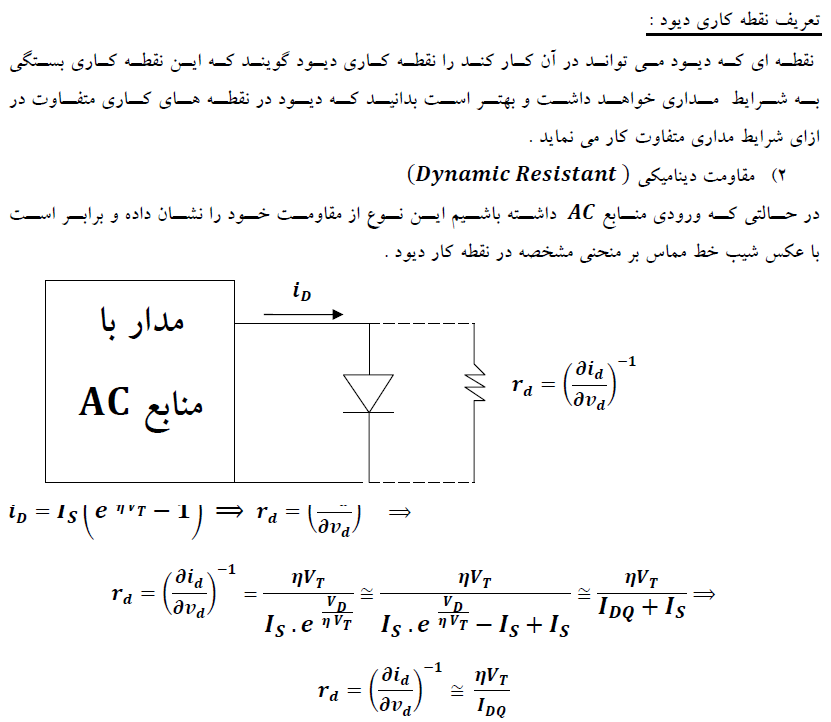 تعریف نقطه کاری دیود :
نقطه ای که دیود می تواند در آن کار کند را نقطه کاری دیود گویند که این نقطه کاری بستگی
به شرایط مداری خواهد داشت و بهتر است بدانید که دیود در نقطه های کاری متفاوت در
ازای شرایط مداری متفاوت کار می نماید .
۲) مقاومت دینامیکی ( Dynamic Resistant)
در حالتی که ورودی منابع AC داشته باشیم این نوع از مقاومت خود را نشان داده و برابر است
با عکس شیب خط مماس بر منحنی مشخصه در نقطه کار دیود .
i_D
مدار با
منابع AC
r_d = (∂i_d/∂v_d)^−1
i_D = I_S (e^ηV_T − 1) ⟹ r_d = (∂v_d) ⟹
r_d = (∂i_d/∂v_d)^−1 = ηV_T/(I_S . e^(V_D/ηV_T)) ≅ ηV_T/(I_S . e^(V_D/ηV_T) − I_S + I_S) ≅ ηV_T/(I_DQ + I_S) ⟹
r_d = (∂i_d/∂v_d)^−1 ≅ ηV_T/I_DQ